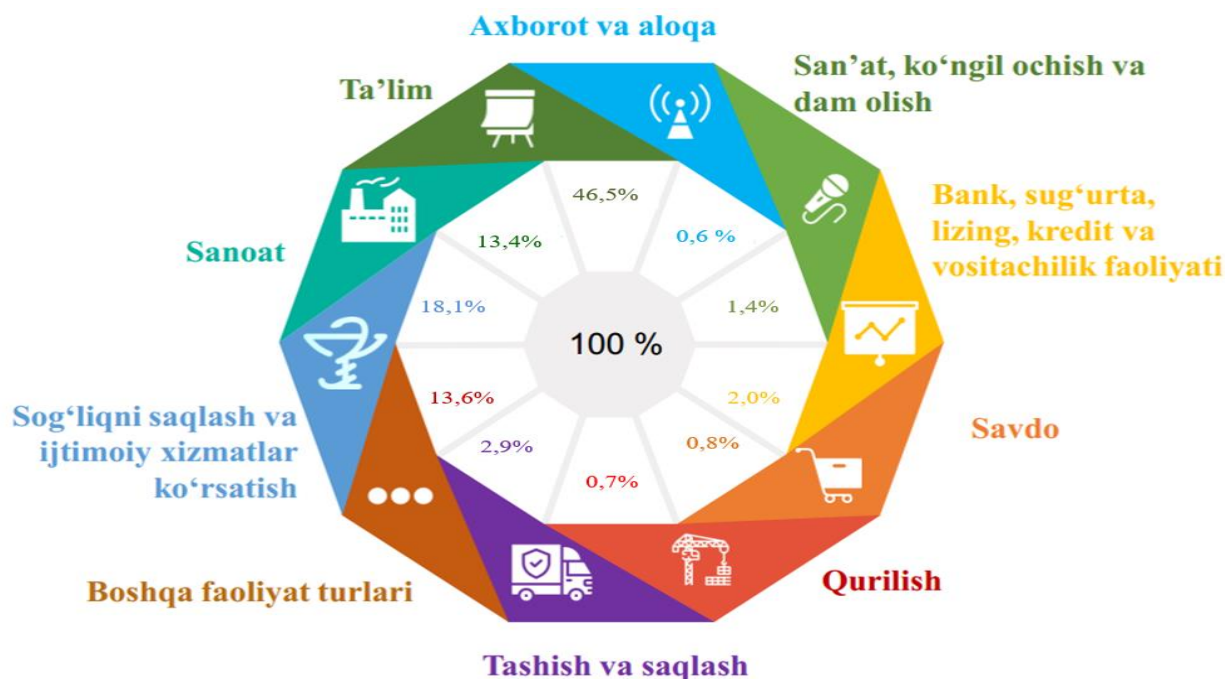 Axborot va aloqa
San’at, ko‘ngil ochish va
dam olish
Ta’lim
Bank, sug‘urta,
lizing, kredit va
vositachilik faoliyati
Sanoat
46,5%
0,6 %
13,4%
18,1%
1,4%
100 %
13,6%
2,0%
2,9%
0,8%
0,7%
Savdo
Sog‘liqni saqlash va
ijtimoiy xizmatlar
ko‘rsatish
Boshqa faoliyat turlari
Qurilish
Tashish va saqlash